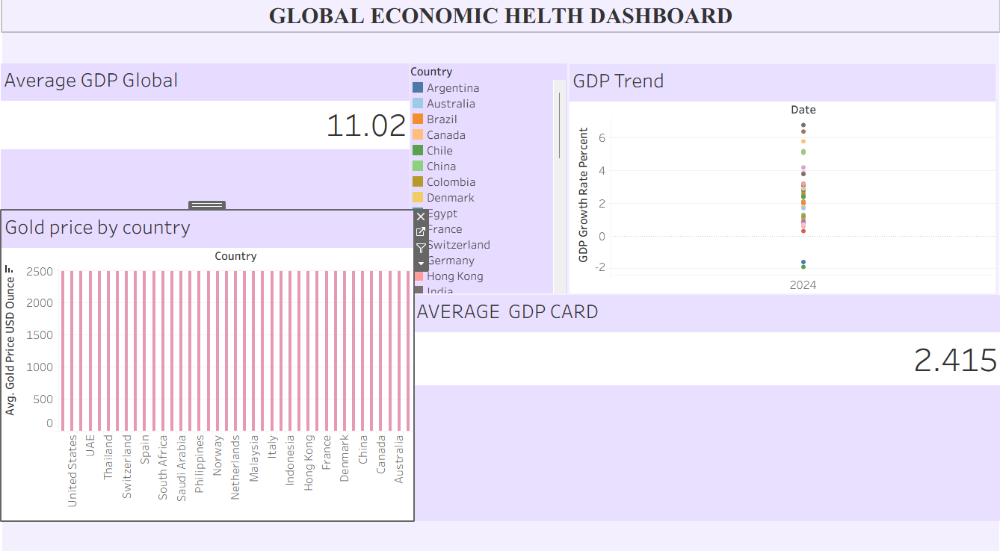 GLOBAL ECONOMIC HELTH DASHBOARD
Average GDP Global
11.02
Country
Argentina
Australia
Brazil
Canada
Chile
China
Colombia
Denmark
Egypt
France
Switzerland
Germany
Hong Kong
India
GDP Trend
Date
GDP Growth Rate Percent
6
4
2
0
-2
2024
Gold price by country
Country
Avg. Gold Price USD Ounce
2500
2000
1500
1000
500
0
United States
UAE
Thailand
Switzerland
Spain
South Africa
Saudi Arabia
Philippines
Norway
Netherlands
Malaysia
Italy
Indonesia
Hong Kong
France
Denmark
China
Canada
Australia
AVERAGE  GDP CARD
2.415